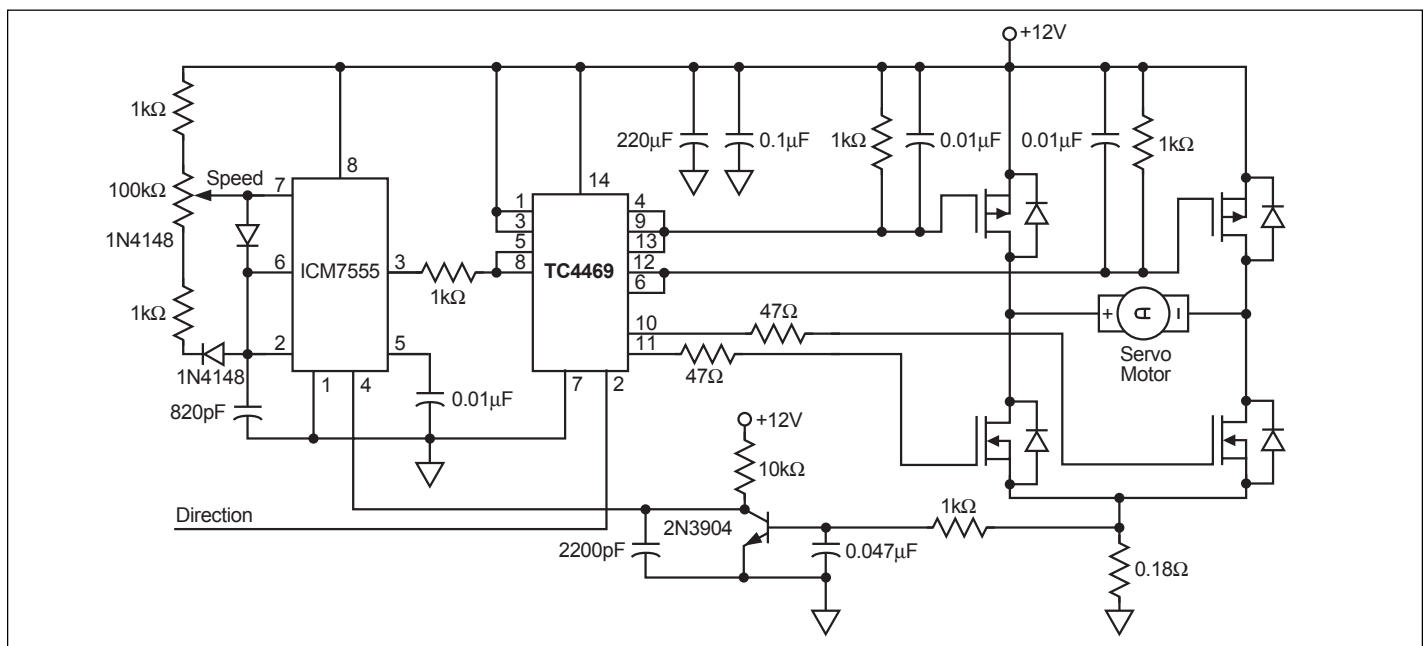 +12V
1kΩ
220µF
0.1µF
1kΩ
0.01µF
0.01µF
1kΩ
8
14
100kΩ
Speed
7
1
3
5
8
4
9
13
12
6
1N4148
6
ICM7555
3
1kΩ
TC4469
1kΩ
10
47Ω
11
47Ω
+
A
–
Servo
Motor
2
5
1N4148
1
4
7
2
820pF
0.01µF
+12V
10kΩ
Direction
2N3904
1kΩ
2200pF
0.047µF
0.18Ω